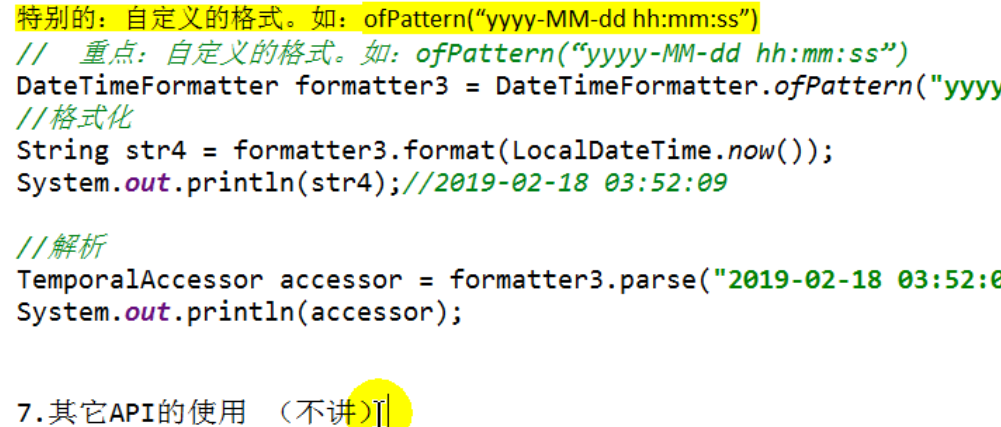 特别的：自定义的格式。如：ofPattern(“yyyy-MM-dd hh:mm:ss”)
//  重点：自定义的格式。如：ofPattern(“yyyy-MM-dd hh:mm:ss”)
DateTimeFormatter formatter3 = DateTimeFormatter.ofPattern("yyyy
//格式化
String str4 = formatter3.format(LocalDateTime.now());
System.out.println(str4);//2019-02-18 03:52:09
//解析
TemporalAccessor accessor = formatter3.parse("2019-02-18 03:52:0
System.out.println(accessor);
7.其它API的使用 （不讲）